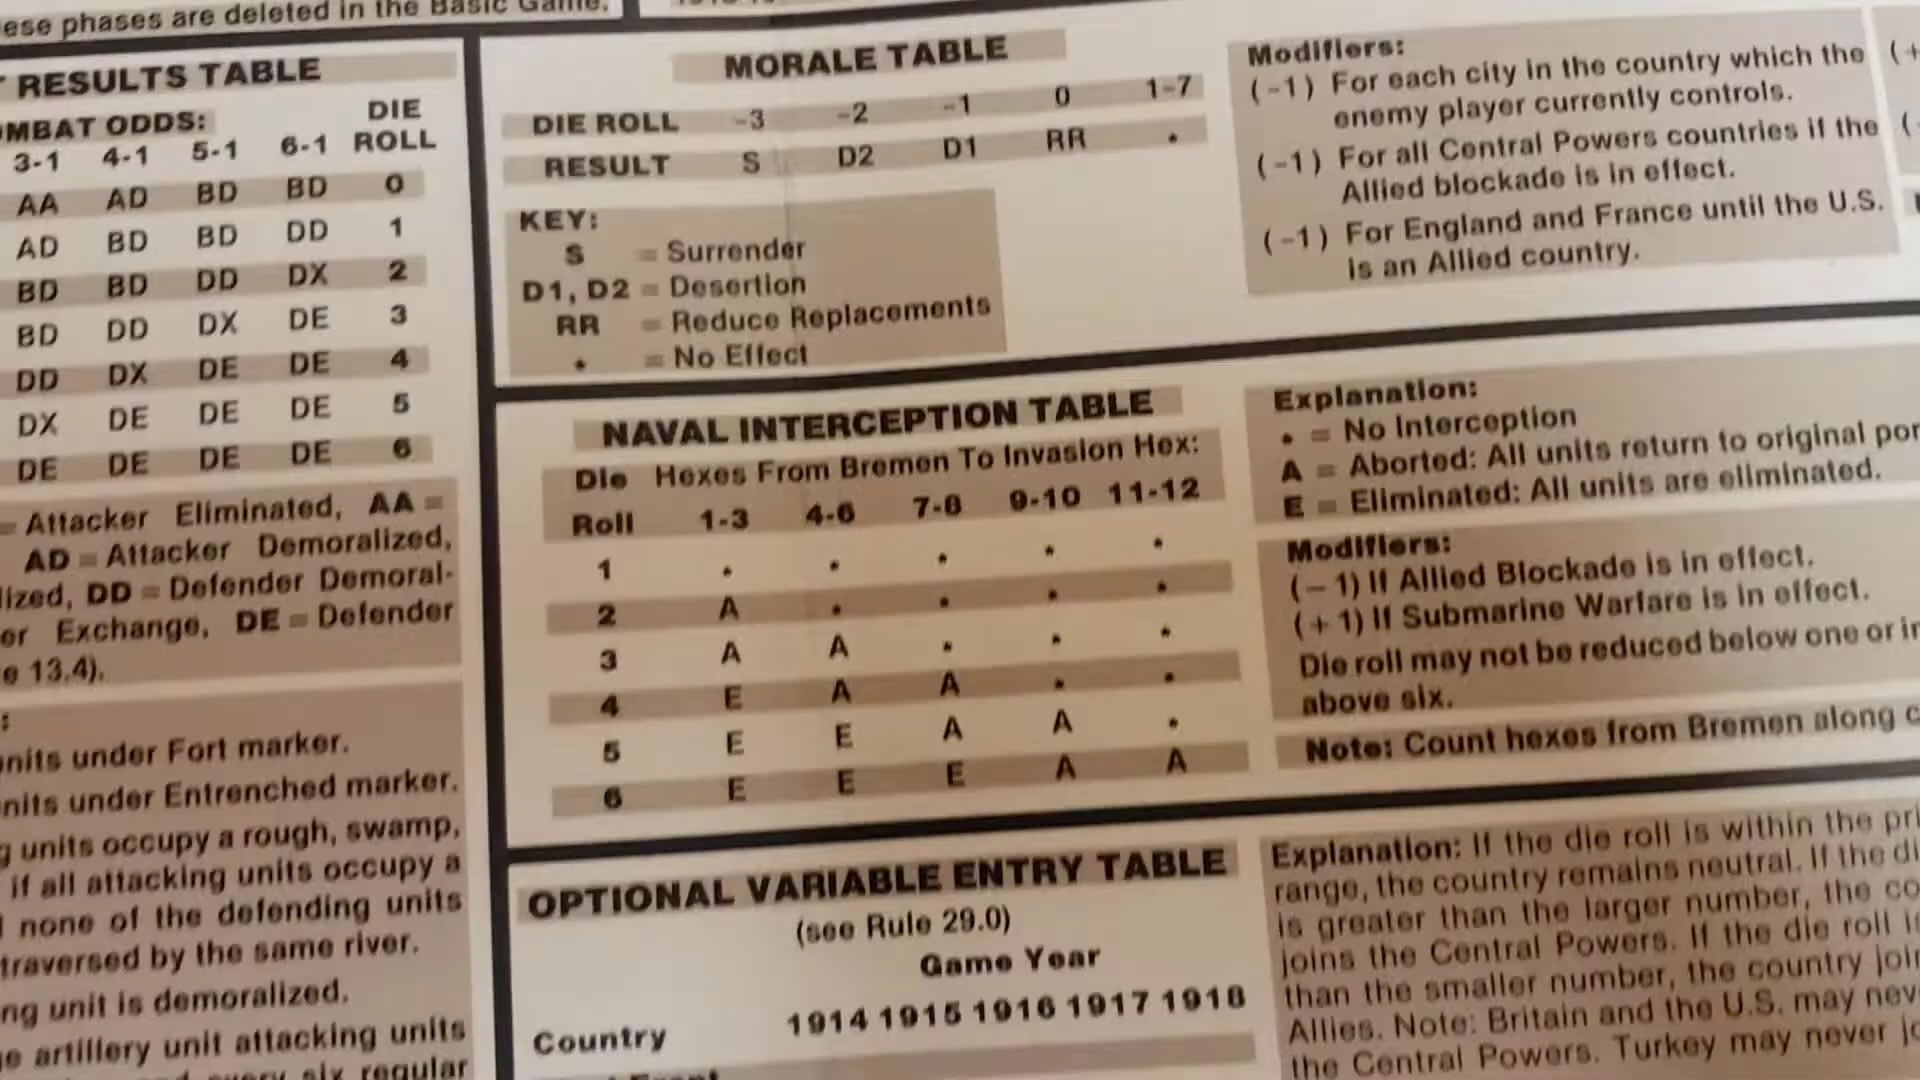 ese phases are deleted in the Basic Game.
RESULTS TABLE
MBAT ODDS: DIE
3-1 4-1 5-1 6-1 ROLL
AA AD BD BD 0
AD BD BD DD 1
BD BD DD DX 2
BD DD DX DE 3
DD DX DE DE 4
DX DE DE DE 5
DE DE DE DE 6
= Attacker Eliminated, AA =
AD = Attacker Demoralized,
lized, DD = Defender Demoral-
er Exchange, DE = Defender
e 13.4).
:
nits under Fort marker.
nits under Entrenched marker.
g units occupy a rough, swamp,
if all attacking units occupy a
none of the defending units
traversed by the same river.
ng unit is demoralized.
e artillery unit attacking units
every six regular
MORALE TABLE
DIE ROLL -3 -2 -1 0 1-7
RESULT S D2 D1 RR •
KEY:
S = Surrender
D1, D2 = Desertion
RR = Reduce Replacements
• = No Effect
Modifiers:
(-1) For each city in the country which the
enemy player currently controls.
(-1) For all Central Powers countries if the
Allied blockade is in effect.
(-1) For England and France until the U.S.
is an Allied country.
NAVAL INTERCEPTION TABLE
Die Hexes From Bremen To Invasion Hex:
Roll 1-3 4-6 7-8 9-10 11-12
1 • • • • •
2 A • • • •
3 A A • • •
4 E A A • •
5 E E A A •
6 E E E A A
Explanation:
• = No Interception
A = Aborted: All units return to original por
E = Eliminated: All units are eliminated.
Modifiers:
(-1) If Allied Blockade is in effect.
(+1) If Submarine Warfare is in effect.
Die roll may not be reduced below one or in
above six.
Note: Count hexes from Bremen along c
OPTIONAL VARIABLE ENTRY TABLE
(see Rule 29.0)
Game Year
Country 1914 1915 1916 1917 1918
Explanation: If the die roll is within the pri
range, the country remains neutral. If the di
is greater than the larger number, the co
joins the Central Powers. If the die roll is
than the smaller number, the country join
Allies. Note: Britain and the U.S. may neve
the Central Powers. Turkey may never jo